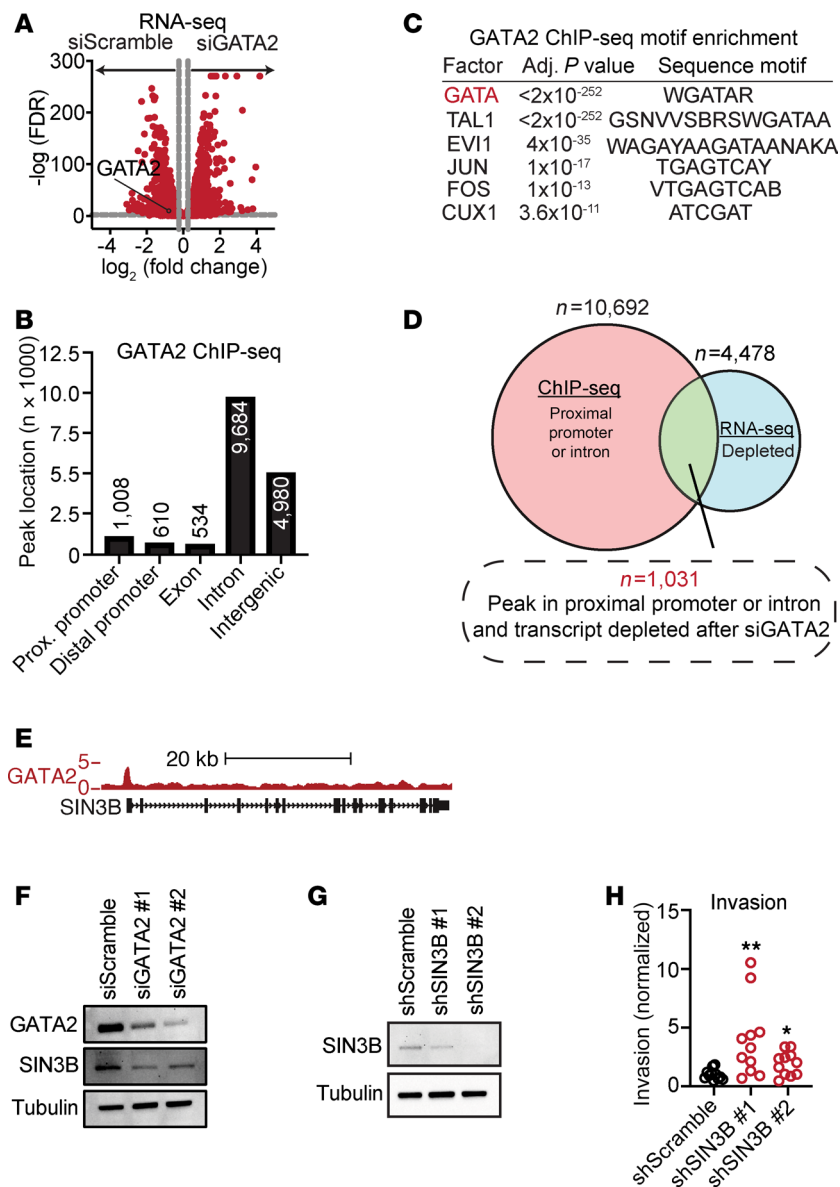 A
RNA-seq
siScramble
siGATA2
300
200
100
0
-log (FDR)
GATA2
-4 -2 0 2 4
log2 (fold change)
B
GATA2 ChIP-seq
12.5
10.0
7.5
5.5
2.5
0
Peak location (n × 1000)
1,008
610
534
9,684
4,980
Prox. promoter
Distal promoter
Exon
Intron
Intergenic
C
GATA2 ChIP-seq motif enrichment
Factor Adj. P value Sequence motif
GATA <2x10-252 WGATAR
TAL1 <2x10-252 GSNVVSBRSWGATAA
EVI1 4x10-35 WAGAYAAGATAANAKA
JUN 1x10-17 TGAGTCAY
FOS 1x10-13 VTGAGTCAB
CUX1 3.6x10-11 ATCGAT
D
n=10,692
n=4,478
ChIP-seq
Proximal
promoter
or intron
RNA-seq
Depleted
n=1,031
Peak in proximal promoter or intron
and transcript depleted after siGATA2
E
20 kb
5
0
GATA2
SIN3B
F
siScramble
siGATA2 #1
siGATA2 #2
GATA2
SIN3B
Tubulin
G
shScramble
shSIN3B #1
shSIN3B #2
SIN3B
Tubulin
H
Invasion
15
10
5
0
Invasion (normalized)
**
*
shScramble
shSIN3B #1
shSIN3B #2